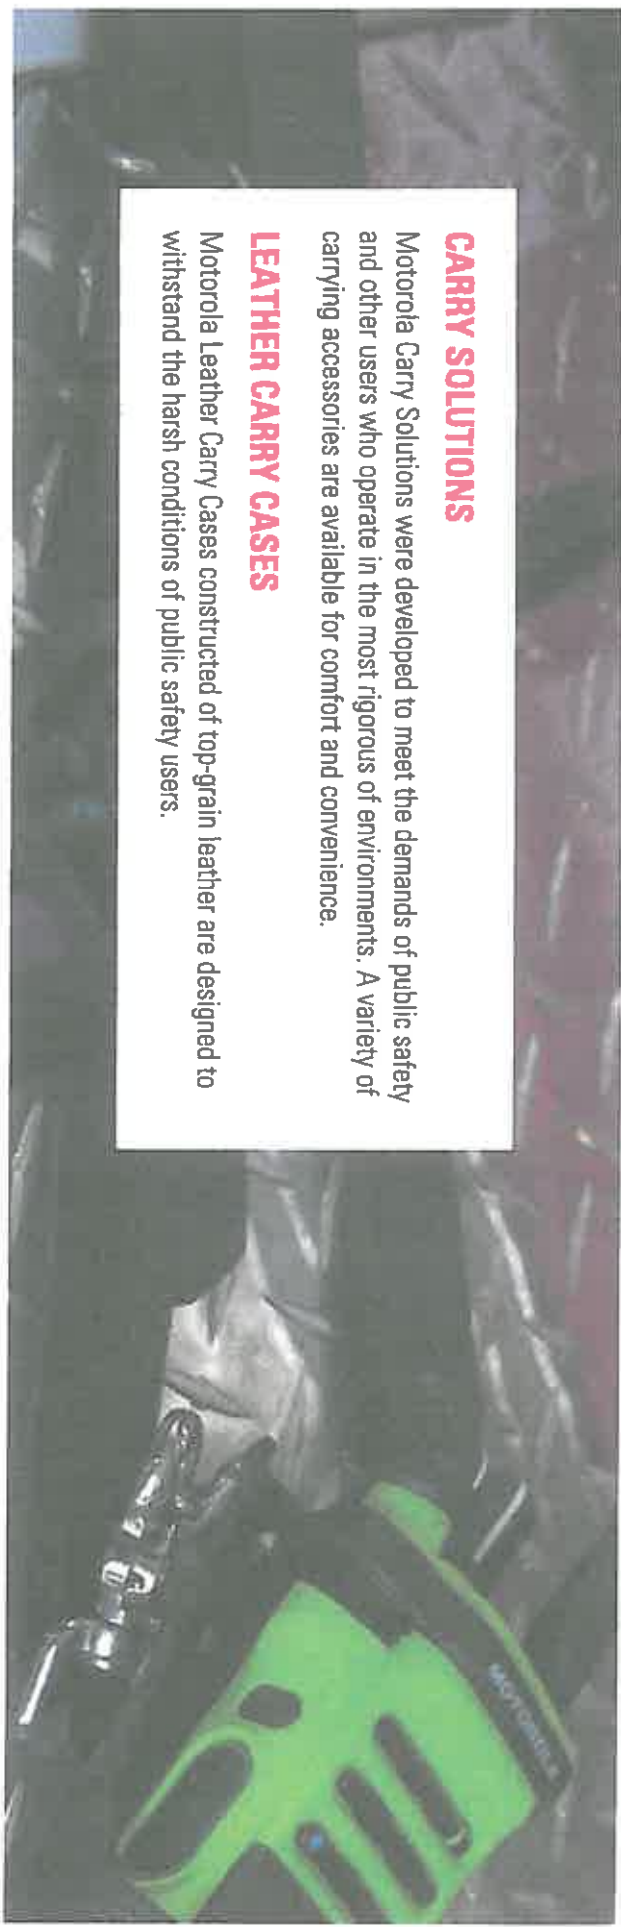 CARRY SOLUTIONS
Motorola Carry Solutions were developed to meet the demands of public safety
and other users who operate in the most rigorous of environments. A variety of
carrying accessories are available for comfort and convenience.
LEATHER CARRY CASES
Motorola Leather Carry Cases constructed of top-grain leather are designed to
withstand the harsh conditions of public safety users.
MOTOROLA